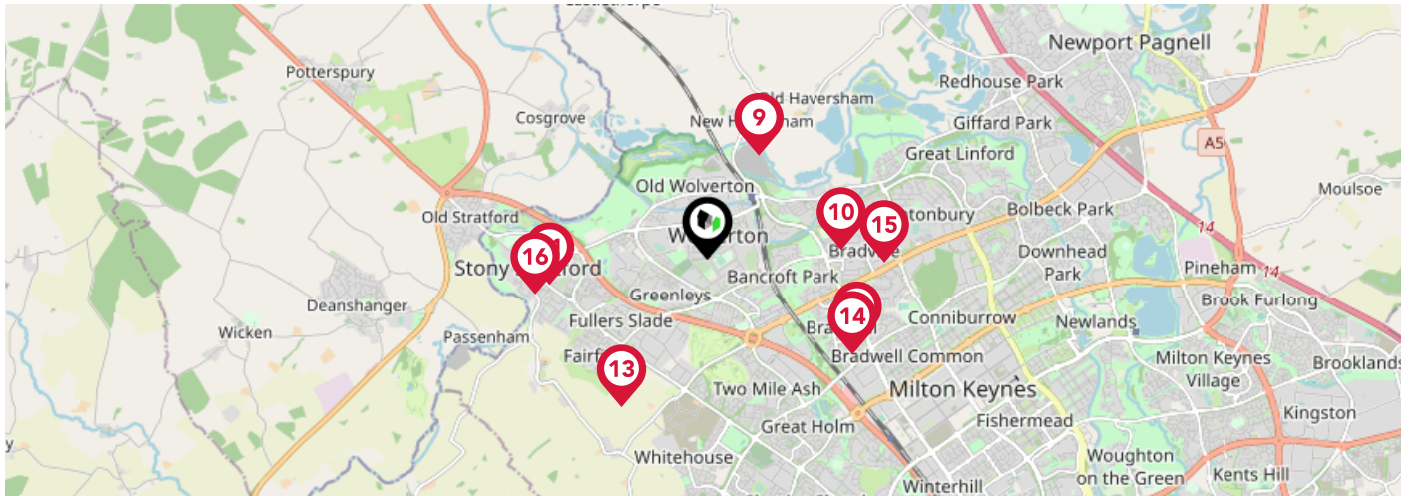 Newport Pagnell
Potterspury
Redhouse Park
Old Haversham
9
Cosgrove
Giffard Park
A5
Great Linford
Old Wolverton
Moulsoe
Old Stratford
10
15
Bolbeck Park
14
Downhead
Park
16
Stony
Bancroft Park
Pineham
14
Greenleys
Brook Furlong
Deanshanger
Fullers Slade
14
Conniburrow
Newlands
Wicken
Passenham
Bradwell Common
Milton Keynes
Village
Brooklands
13
Two Mile Ash
Milton Keynes
Kingston
Fishermead
Great Holm
Whitehouse
Woughton
on the Green
Kents Hill
Winterhill